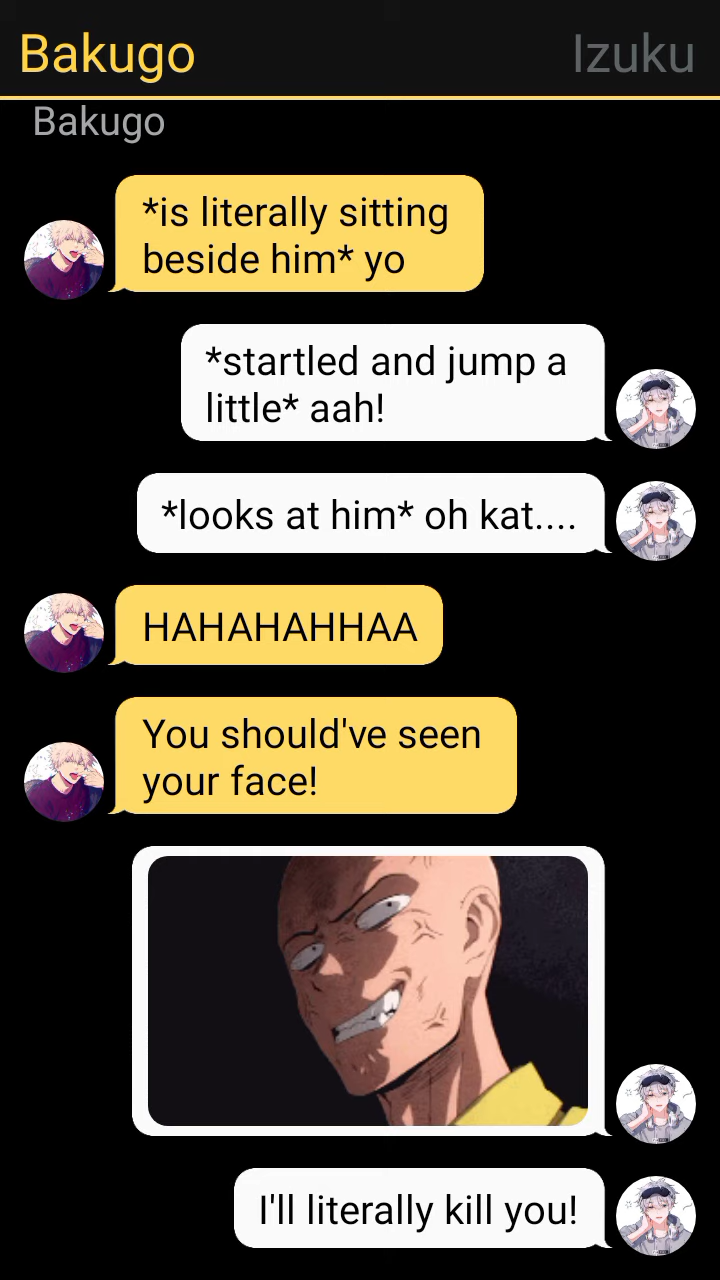 Bakugo
Izuku
Bakugo
*is literally sitting
beside him* yo
*startled and jump a
little* aah!
*looks at him* oh kat....
HAHAHAHHAA
You should've seen
your face!
I'll literally kill you!